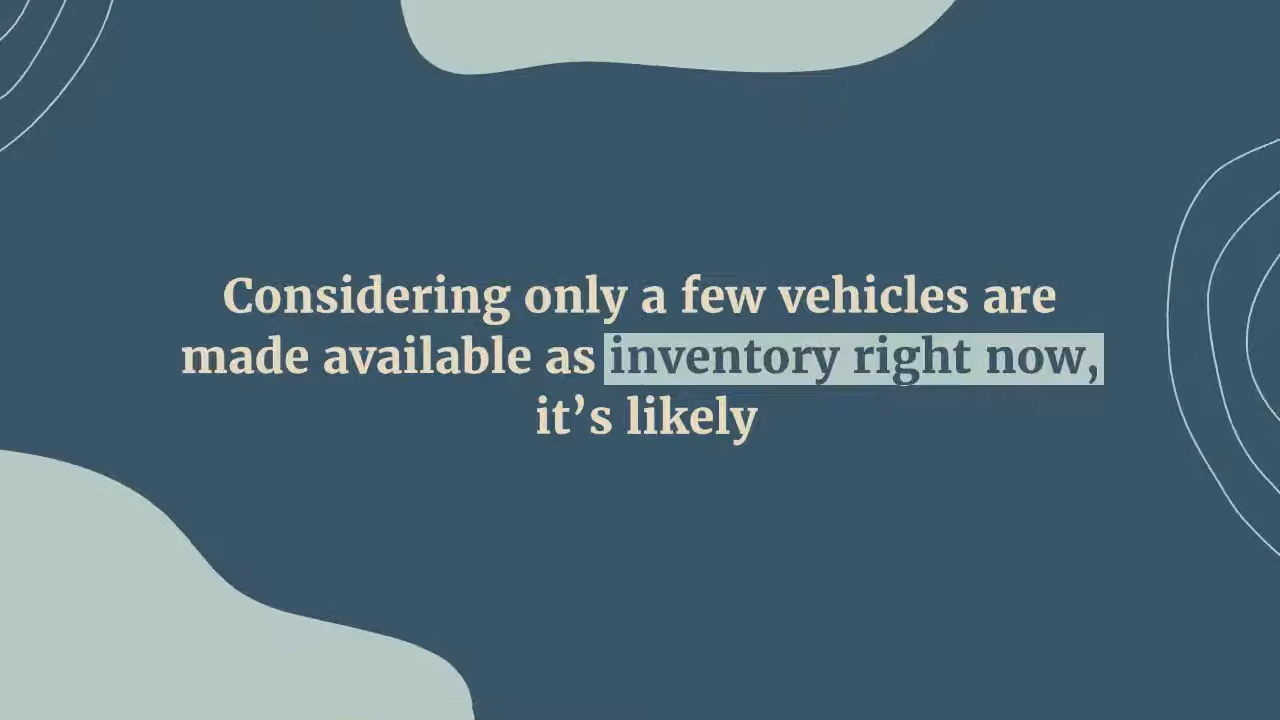 Considering only a few vehicles are
made available as inventory right now,
it’s likely